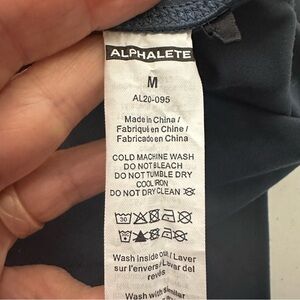 ALPHALETE
M
AL20-095
Made in China /
Fabriqué en Chine /
Fabricado en China
COLD MACHINE WASH
DO NOT BLEACH
DO NOT TUMBLE DRY
COOL IRON
DO NOT DRY CLEAN
30
Wash inside out / Laver
sur l'envers / Lavar del
revés
Wash with similar